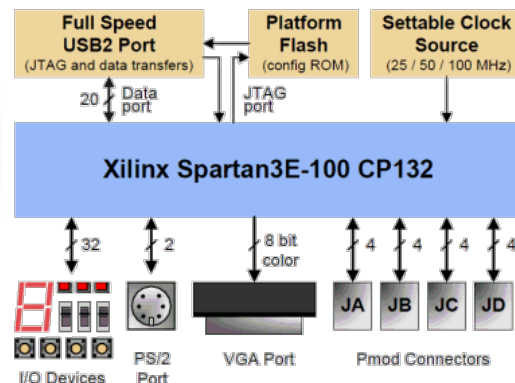 Full Speed
USB2 Port
(JTAG and data transfers)
Platform
Flash
(config ROM)
Settable Clock
Source
(25 / 50 / 100 MHz)
20
Data
port
JTAG
port
Xilinx Spartan3E-100 CP132
32
2
8 bit
color
4
4
4
4
JA
JB
JC
JD
I/O Devices
PS/2
Port
VGA Port
Pmod Connectors